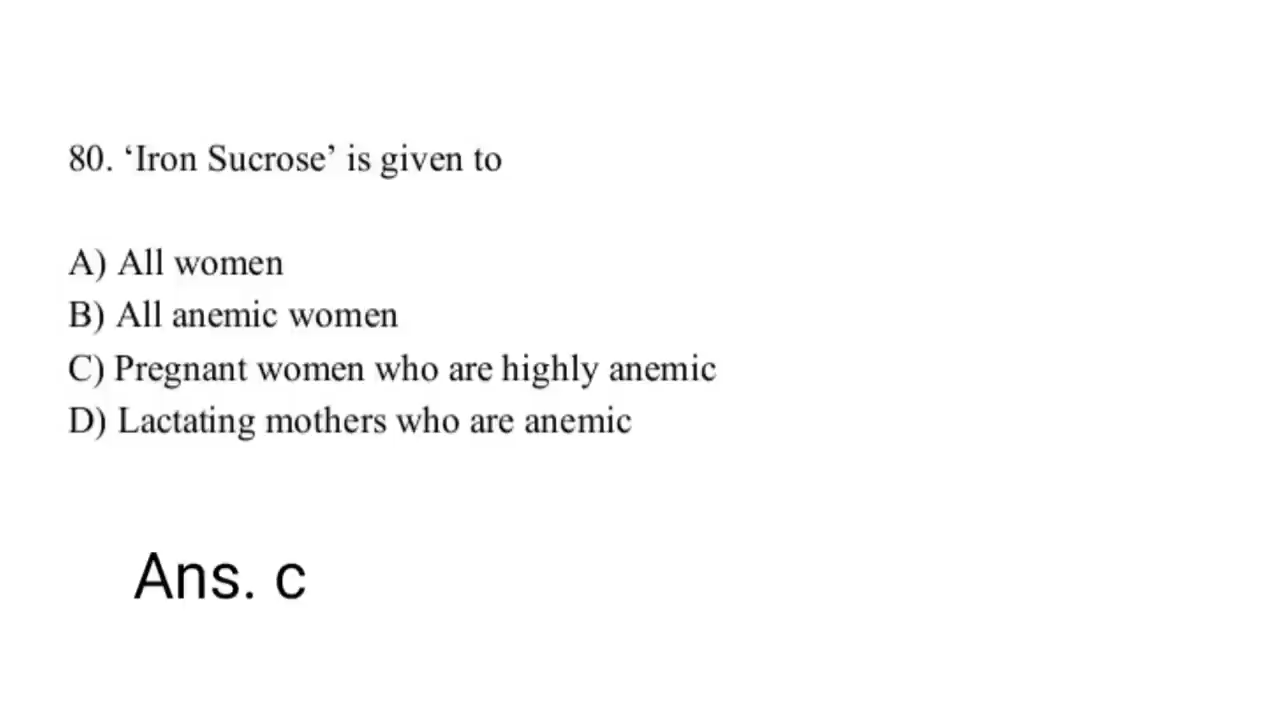 80. ‘Iron Sucrose’ is given to
A) All women
B) All anemic women
C) Pregnant women who are highly anemic
D) Lactating mothers who are anemic
Ans. c